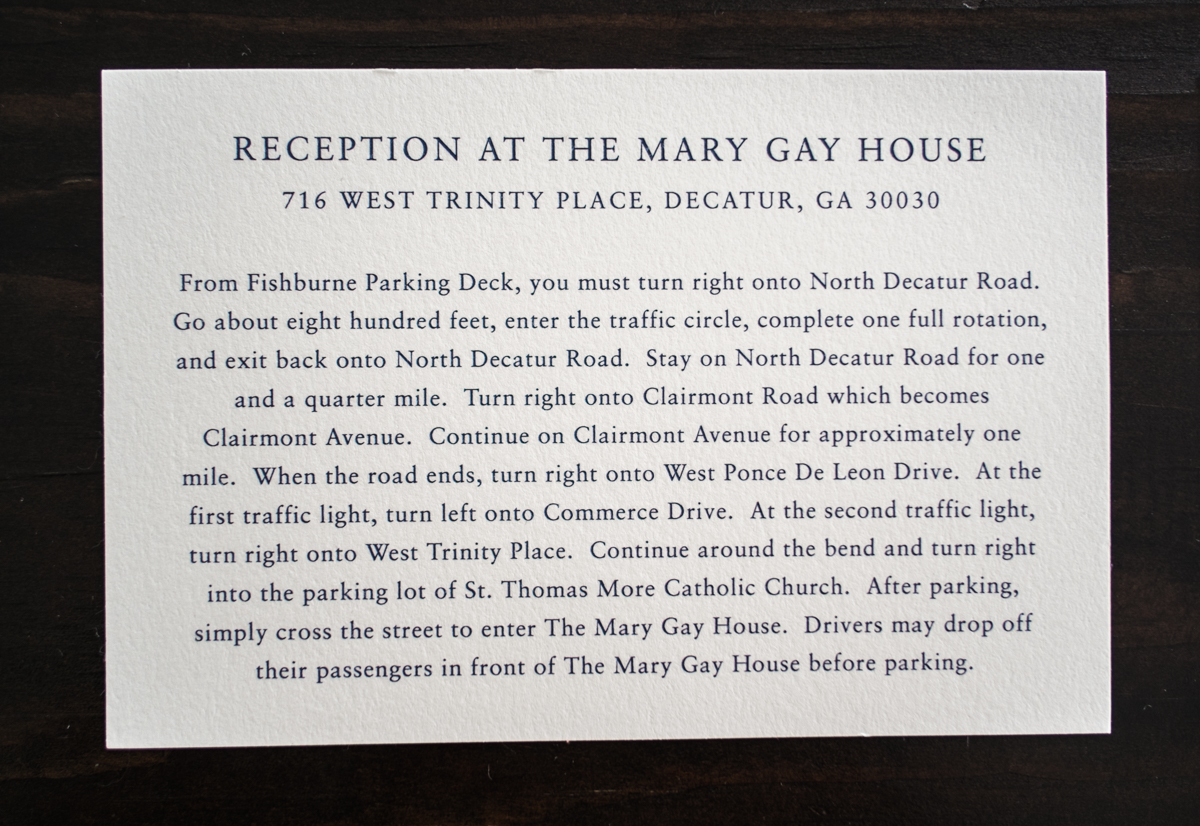 RECEPTION AT THE MARY GAY HOUSE
716 WEST TRINITY PLACE, DECATUR, GA 30030
From Fishburne Parking Deck, you must turn right onto North Decatur Road.
Go about eight hundred feet, enter the traffic circle, complete one full rotation,
and exit back onto North Decatur Road.  Stay on North Decatur Road for one
and a quarter mile.  Turn right onto Clairmont Road which becomes
Clairmont Avenue.  Continue on Clairmont Avenue for approximately one
mile.  When the road ends, turn right onto West Ponce De Leon Drive.  At the
first traffic light, turn left onto Commerce Drive.  At the second traffic light,
turn right onto West Trinity Place.  Continue around the bend and turn right
into the parking lot of St. Thomas More Catholic Church.  After parking,
simply cross the street to enter The Mary Gay House.  Drivers may drop off
their passengers in front of The Mary Gay House before parking.